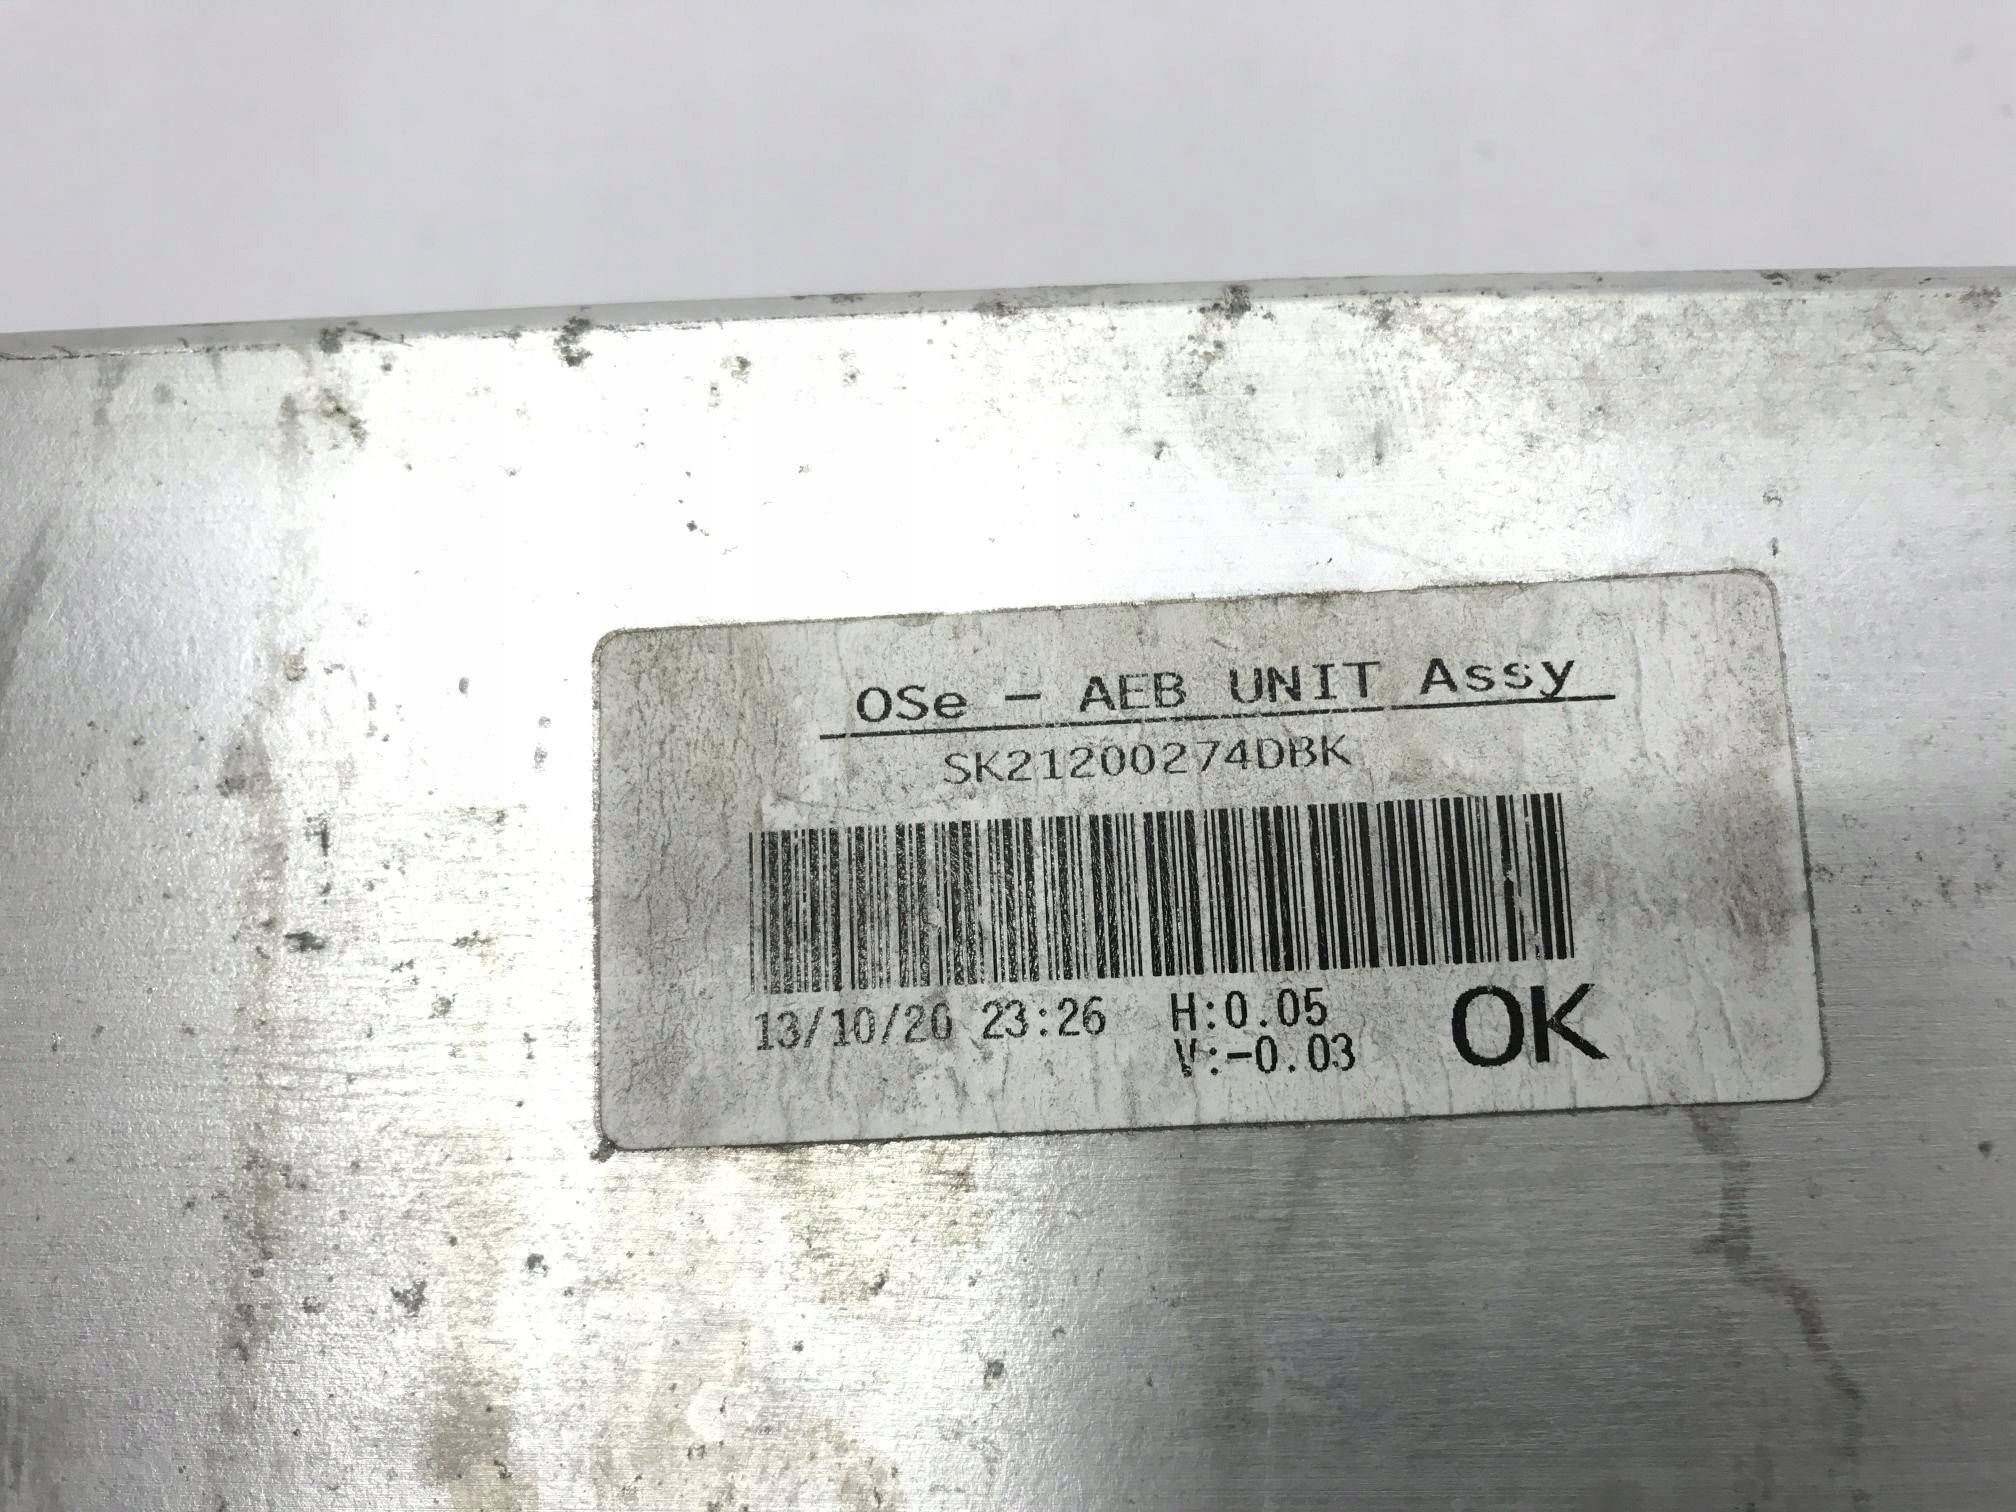 OSe - AEB UNIT Assy
SK21200274DBK
13/10/20 23:26 H:0.05
V:-0.03
OK